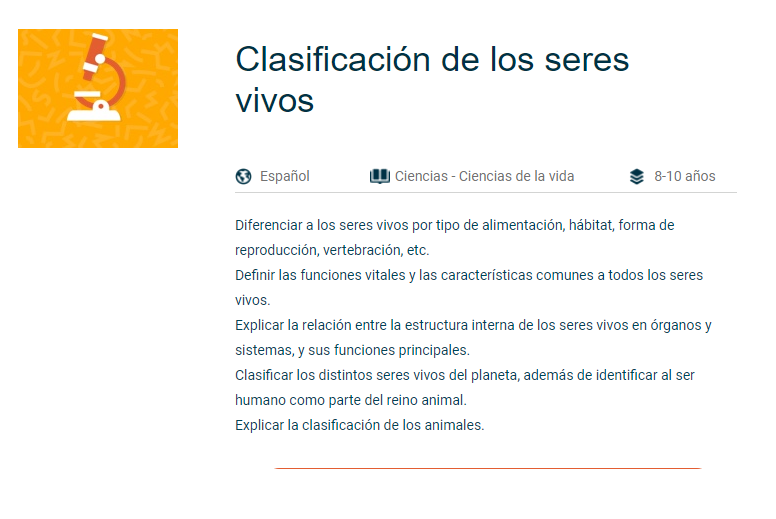 Clasificación de los seres
vivos
Español
Ciencias - Ciencias de la vida
8-10 años
Diferenciar a los seres vivos por tipo de alimentación, hábitat, forma de
reproducción, vertebración, etc.
Definir las funciones vitales y las características comunes a todos los seres
vivos.
Explicar la relación entre la estructura interna de los seres vivos en órganos y
sistemas, y sus funciones principales.
Clasificar los distintos seres vivos del planeta, además de identificar al ser
humano como parte del reino animal.
Explicar la clasificación de los animales.